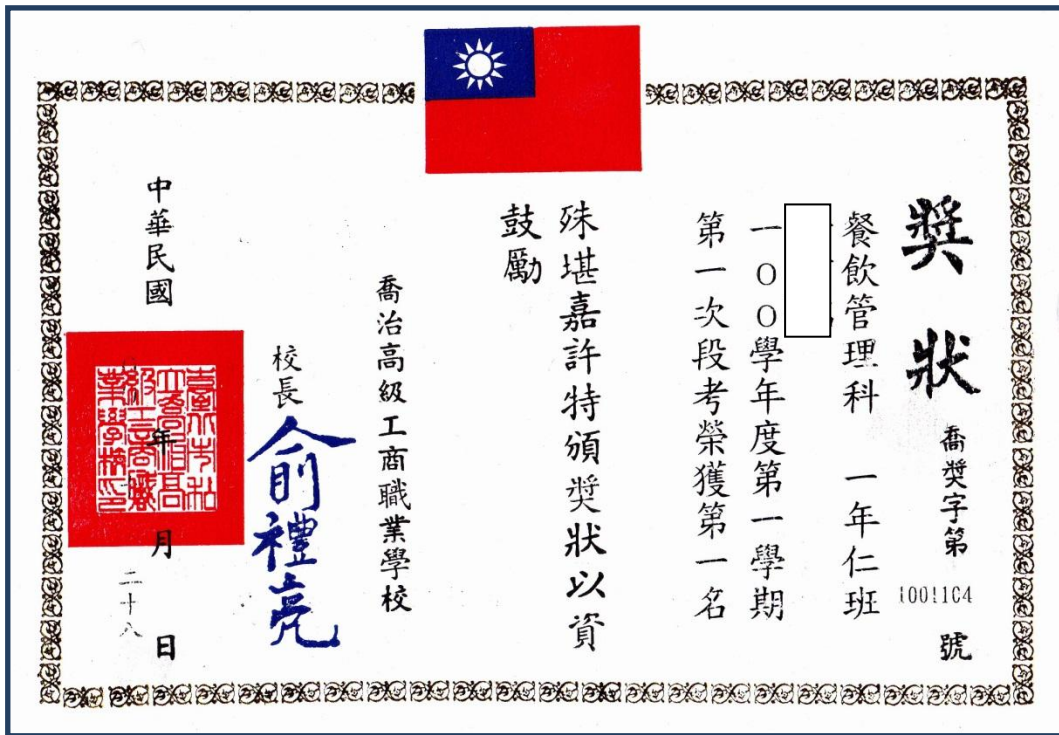 獎狀
喬獎字第 1001104 號
餐飲管理科 一年仁班
一００學年度第一學期
第一次段考榮獲第一名
殊堪嘉許特頒獎狀以資
鼓勵
喬治高級工商職業學校
校長 俞禮亮
中華民國 年 月 二十八 日